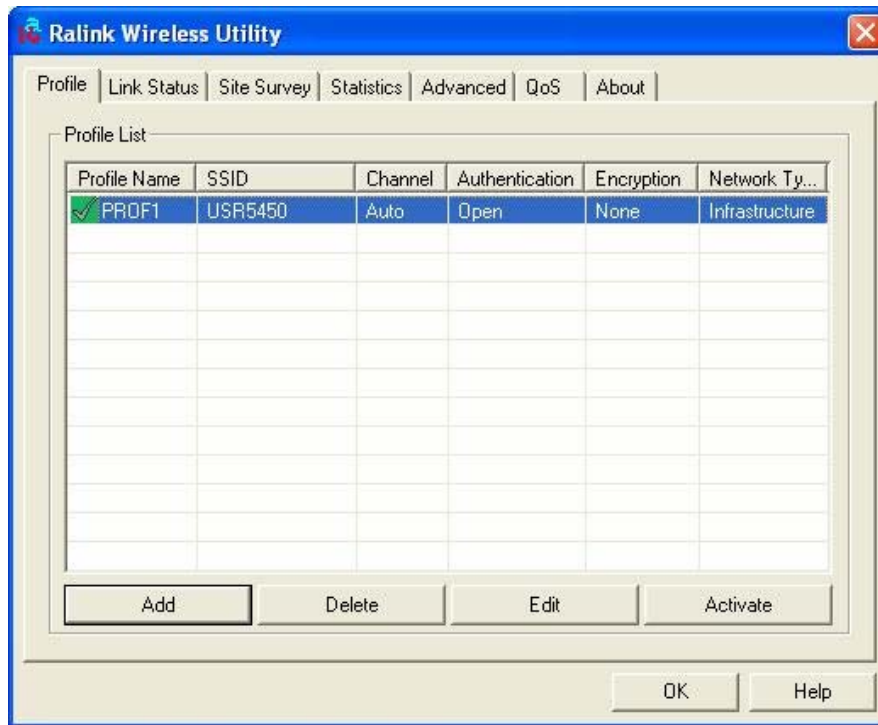 Ralink Wireless Utility
Profile Link Status Site Survey Statistics Advanced QoS About
Profile List
Profile Name SSID Channel Authentication Encryption Network Ty...
PROF1 USR5450 Auto Open None Infrastructure
Add Delete Edit Activate
OK Help